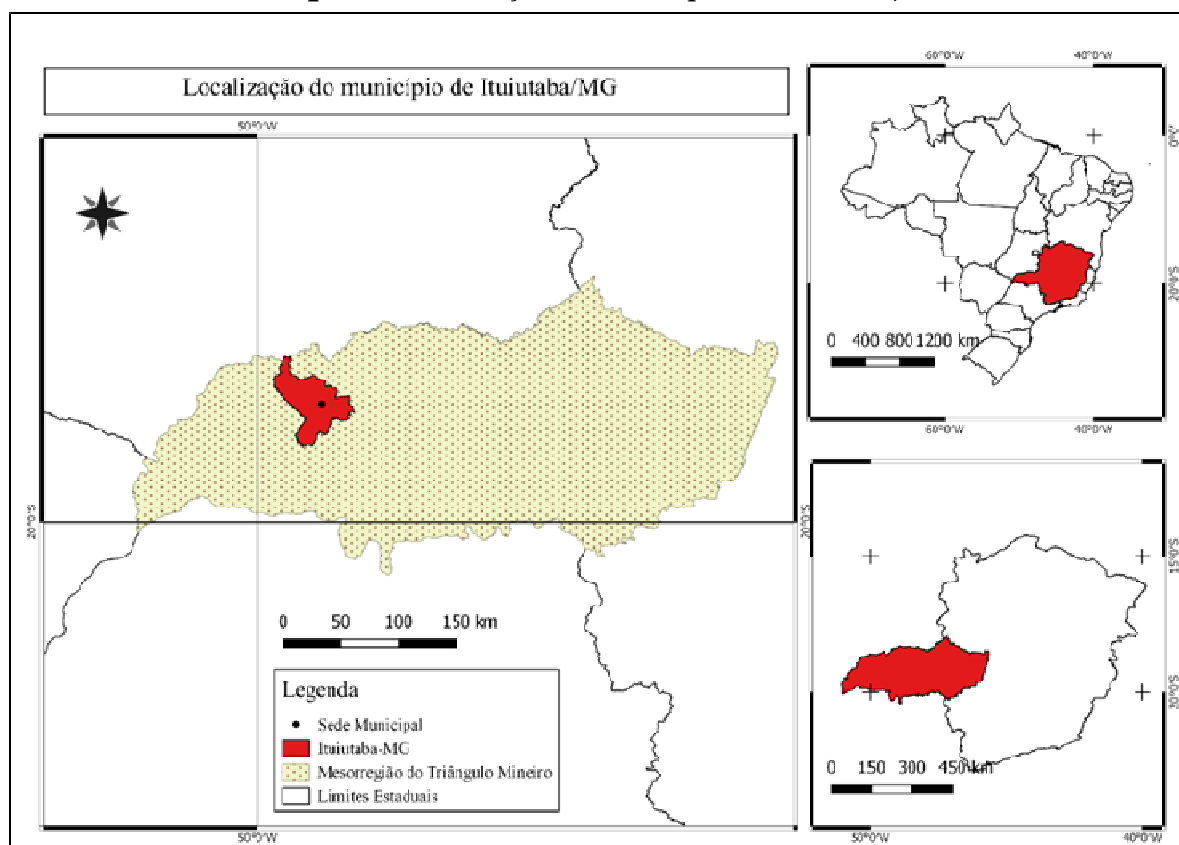 Localização do município de Ituiutaba/MG
50°0'W
20°0'S
20°0'S
0 50 100 150 km
Legenda
Sede Municipal
Ituiutaba-MG
Mesorregião do Triângulo Mineiro
Limites Estaduais
50°0'W
60°0'W 40°0'W
0°0'
20°0'S
0 400 800 1200 km
60°0'W 40°0'W
15°0'S
20°0'S
0 150 300 450 km
50°0'W 40°0'W